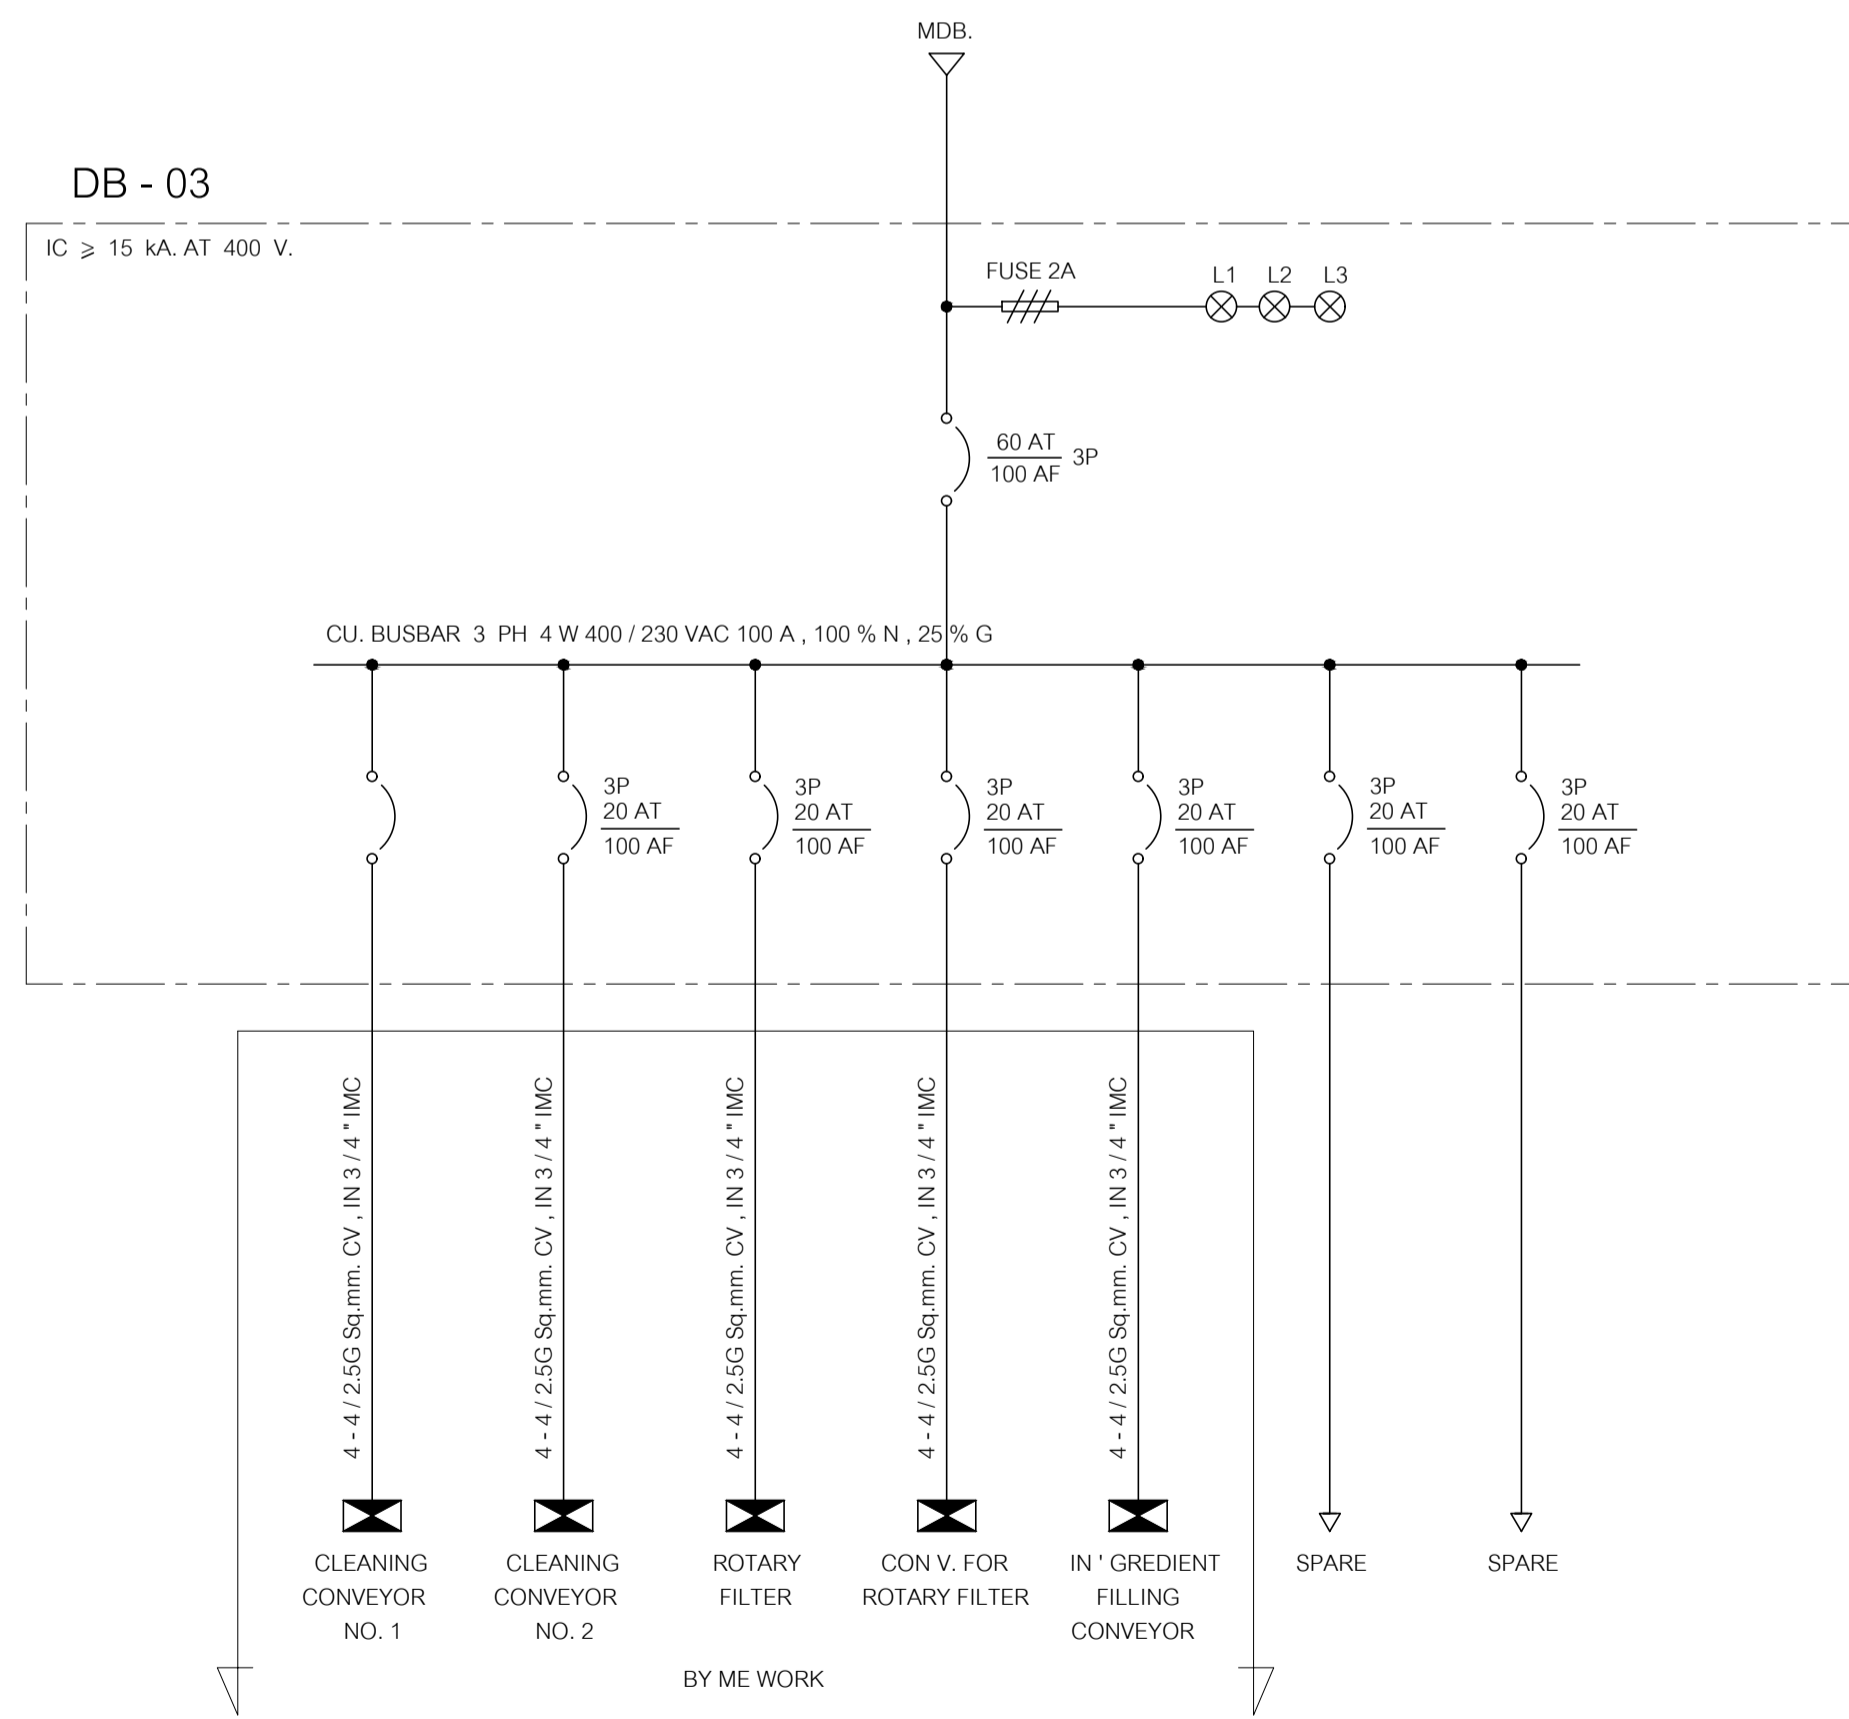 MDB.
DB - 03
IC ⩾ 15 kA. AT 400 V.
FUSE 2A
L1 L2 L3
60 AT
100 AF
3P
CU. BUSBAR 3 PH 4 W 400 / 230 VAC 100 A , 100 % N , 25 % G
3P
20 AT
100 AF
3P
20 AT
100 AF
3P
20 AT
100 AF
3P
20 AT
100 AF
3P
20 AT
100 AF
3P
20 AT
100 AF
4 - 4 / 2.5G Sq.mm. CV , IN 3 / 4 " IMC
4 - 4 / 2.5G Sq.mm. CV , IN 3 / 4 " IMC
4 - 4 / 2.5G Sq.mm. CV , IN 3 / 4 " IMC
4 - 4 / 2.5G Sq.mm. CV , IN 3 / 4 " IMC
4 - 4 / 2.5G Sq.mm. CV , IN 3 / 4 " IMC
CLEANING
CONVEYOR
NO. 1
CLEANING
CONVEYOR
NO. 2
ROTARY
FILTER
CON V. FOR
ROTARY FILTER
IN ' GREDIENT
FILLING
CONVEYOR
SPARE
SPARE
BY ME WORK